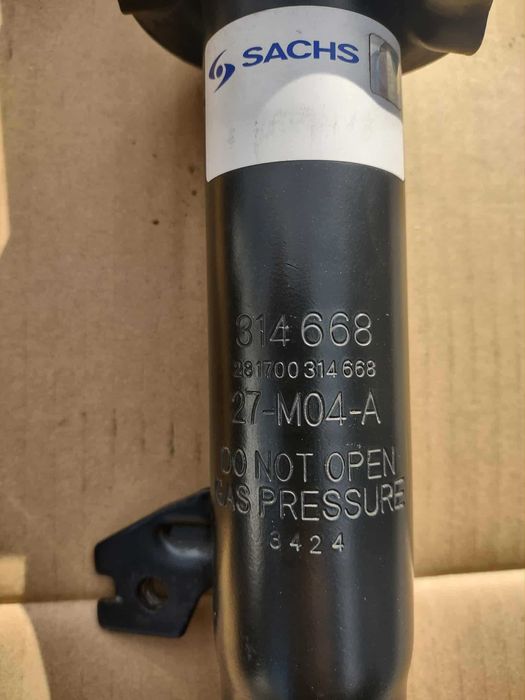 SACHS
314 668
281700 314 668
27-M04-A
DO NOT OPEN
GAS PRESSURE
3424